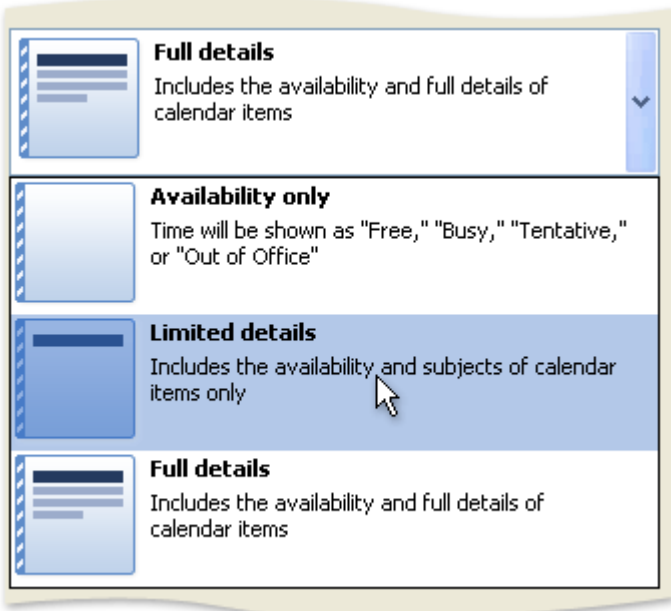 Full details
Includes the availability and full details of
calendar items
Availability only
Time will be shown as "Free," "Busy," "Tentative,"
or "Out of Office"
Limited details
Includes the availability and subjects of calendar
items only
Full details
Includes the availability and full details of
calendar items